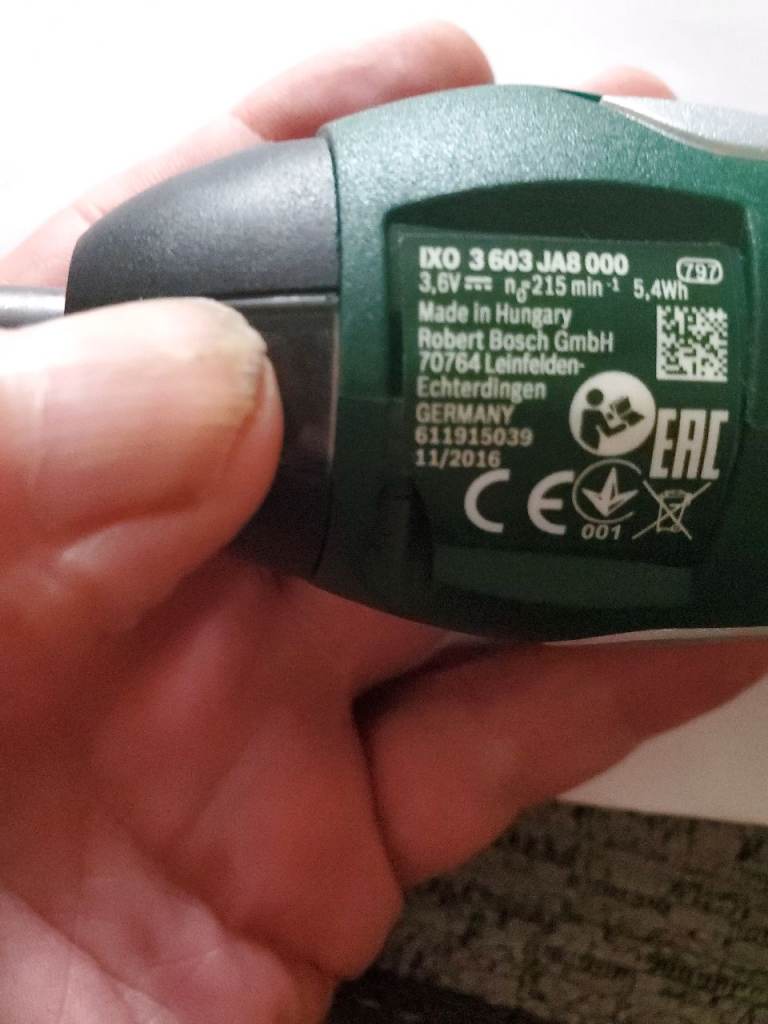 IXO 3 603 JA8 000 797
3,6V⎓ n₀=215 min⁻¹ 5,4Wh
Made in Hungary
Robert Bosch GmbH
70764 Leinfelden-
Echterdingen
GERMANY
611915039
11/2016
EAC
CE
001